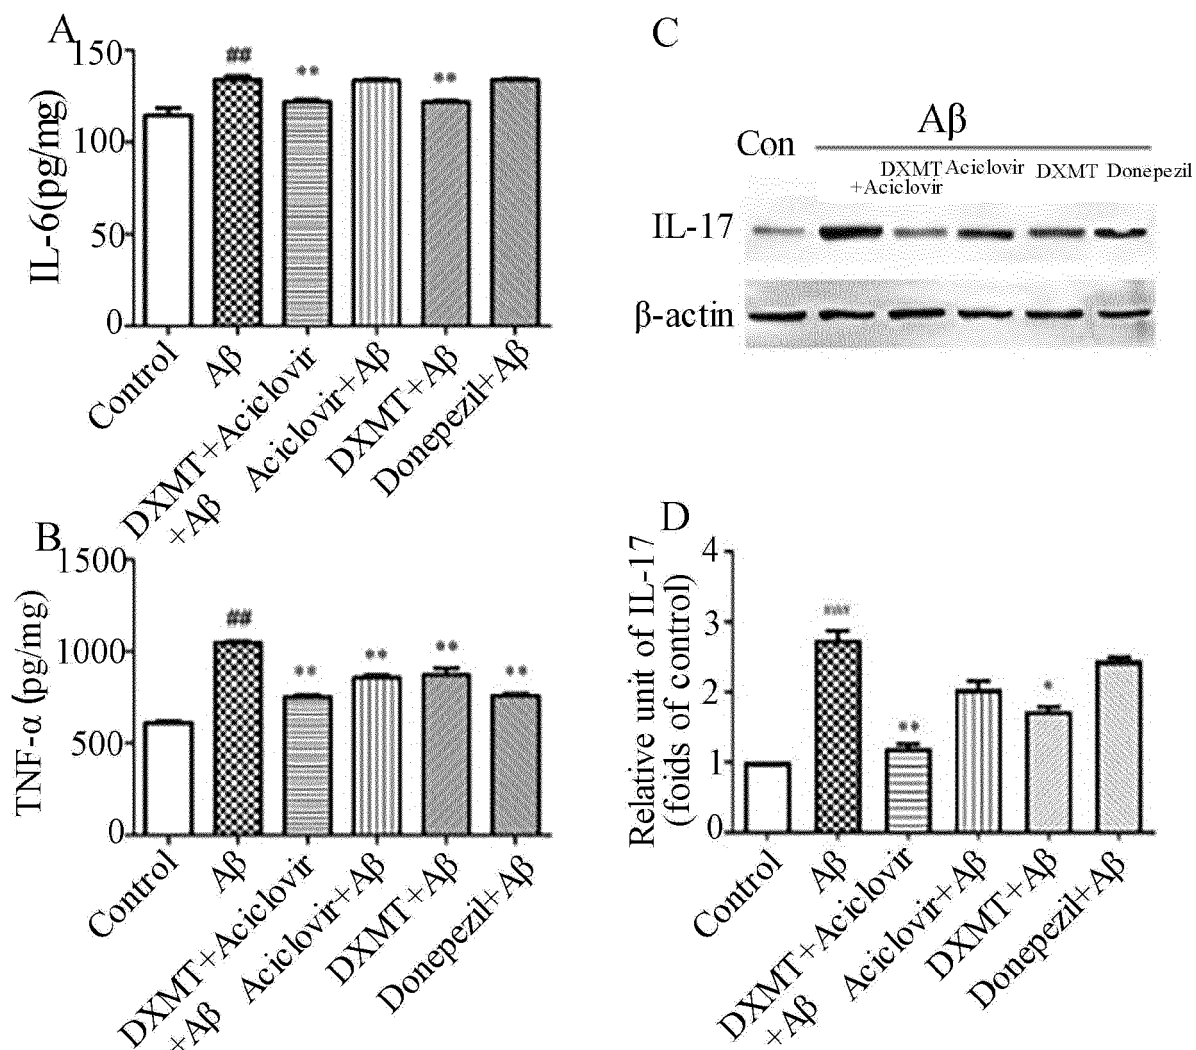 A
150
100
50
0
IL-6(pg/mg)
##
**
**
Control
Aβ
DXMT+Aciclovir
+Aβ
Aciclovir+Aβ
DXMT+Aβ
Donepezil+Aβ
B
1500
1000
500
0
TNF-α (pg/mg)
##
**
**
**
**
Control
Aβ
DXMT+Aciclovir
+Aβ
Aciclovir+Aβ
DXMT+Aβ
Donepezil+Aβ
C
Aβ
Con
DXMT Aciclovir DXMT Donepezil
+Aciclovir
IL-17
β-actin
D
4
3
2
1
0
Relative unit of IL-17
(foids of control)
**
*
Control
Aβ
DXMT+Aciclovir
+Aβ
Aciclovir+Aβ
DXMT+Aβ
Donepezil+Aβ